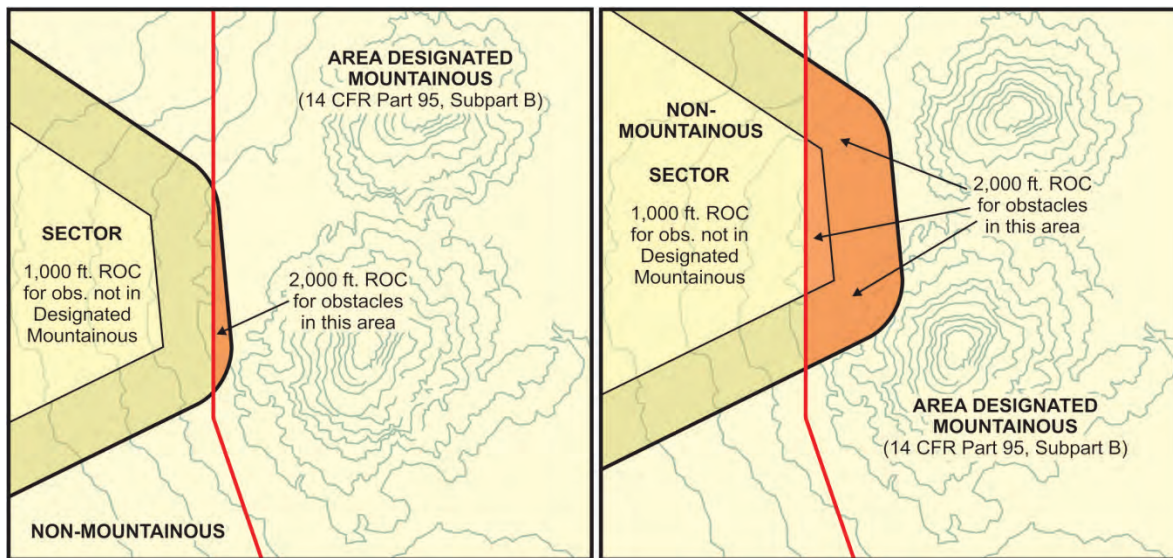 AREA DESIGNATED
MOUNTAINOUS
(14 CFR Part 95, Subpart B)
SECTOR
1,000 ft. ROC
for obs. not in
Designated
Mountainous
2,000 ft. ROC
for obstacles
in this area
NON-MOUNTAINOUS
NON-
MOUNTAINOUS
SECTOR
1,000 ft. ROC
for obs. not in
Designated
Mountainous
2,000 ft. ROC
for obstacles
in this area
AREA DESIGNATED
MOUNTAINOUS
(14 CFR Part 95, Subpart B)